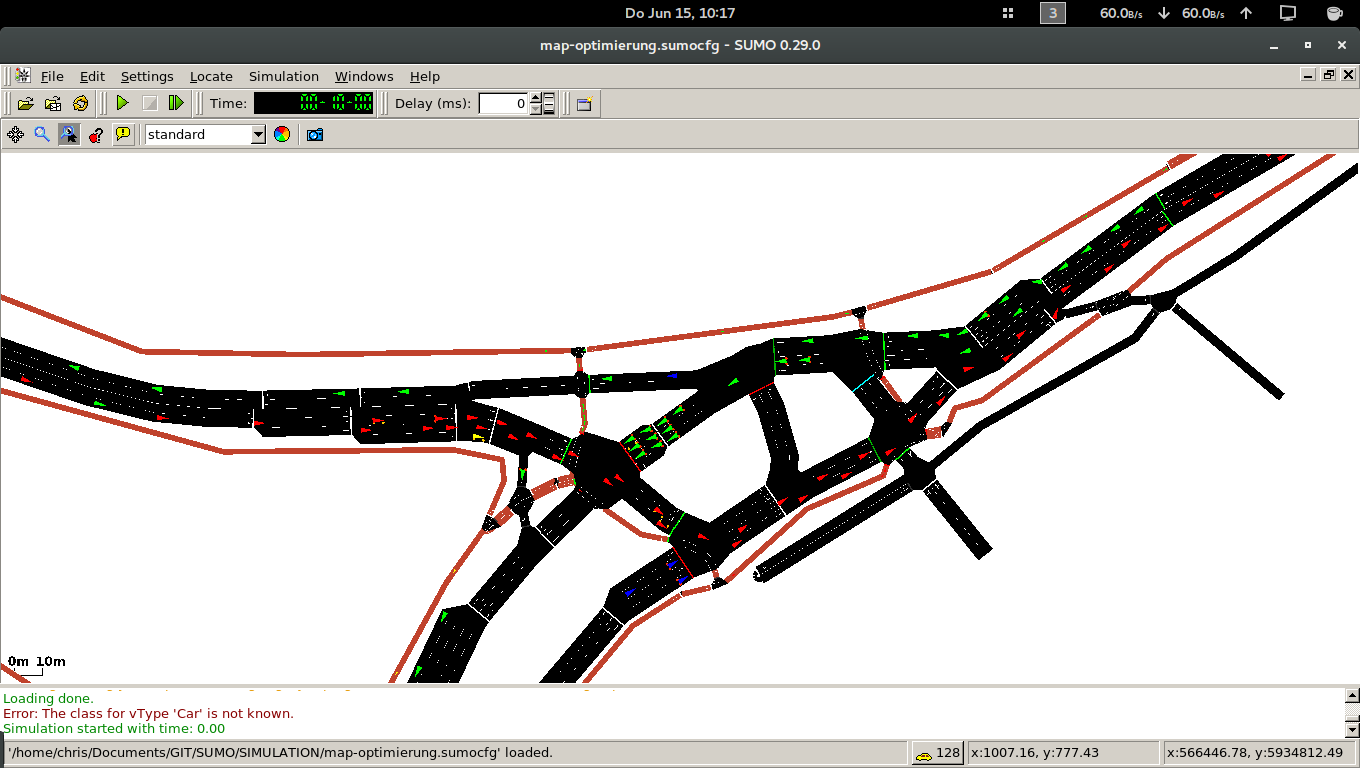 Do Jun 15, 10:17
3
60.0B/s
60.0B/s
map-optimierung.sumocfg - SUMO 0.29.0
File Edit Settings Locate Simulation Windows Help
Time:
Delay (ms):
0
standard
0m 10m
Loading done.
Error: The class for vType 'Car' is not known.
Simulation started with time: 0.00
'/home/chris/Documents/GIT/SUMO/SIMULATION/map-optimierung.sumocfg' loaded.
128
x:1007.16, y:777.43
x:566446.78, y:5934812.49